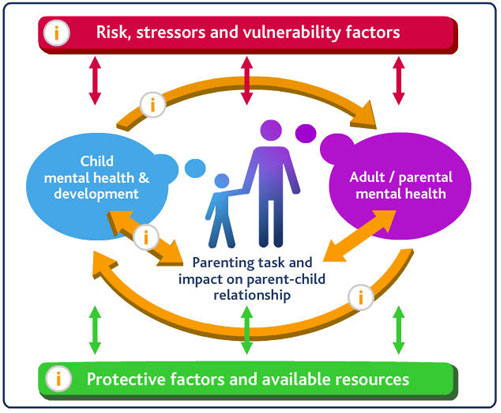 i Risk, stressors and vulnerability factors
i
Child
mental health &
development
Adult / parental
mental health
i
Parenting task and
impact on parent-child
relationship
i
i Protective factors and available resources